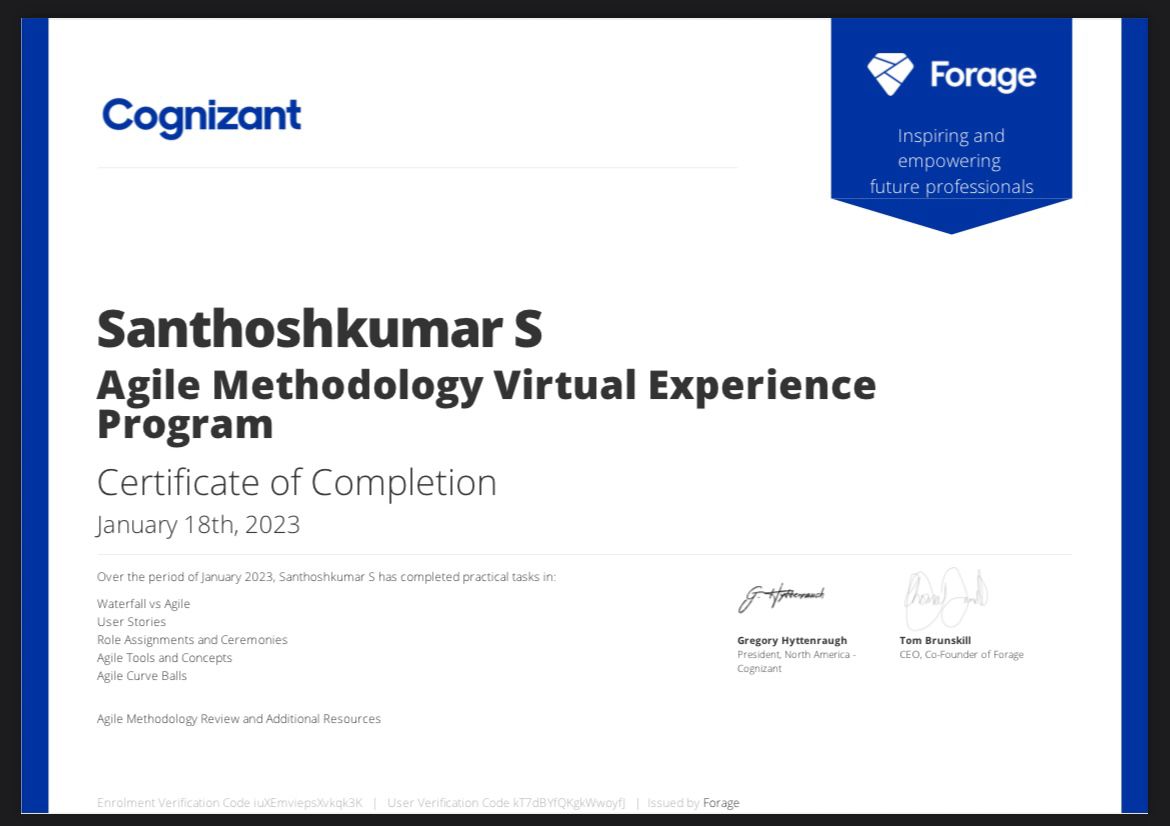 Cognizant
Forage
Inspiring and
empowering
future professionals
Santhoshkumar S
Agile Methodology Virtual Experience
Program
Certificate of Completion
January 18th, 2023
Over the period of January 2023, Santhoshkumar S has completed practical tasks in:
Waterfall vs Agile
User Stories
Role Assignments and Ceremonies
Agile Tools and Concepts
Agile Curve Balls
Agile Methodology Review and Additional Resources
G. Hyttenrauch
Gregory Hyttenraugh
President, North America -
Cognizant
Tom Brunskill
CEO, Co-Founder of Forage
Enrolment Verification Code iuXEmviepsXvkqk3K | User Verification Code kT7dBYfQKgkWwoyfJ | Issued by Forage